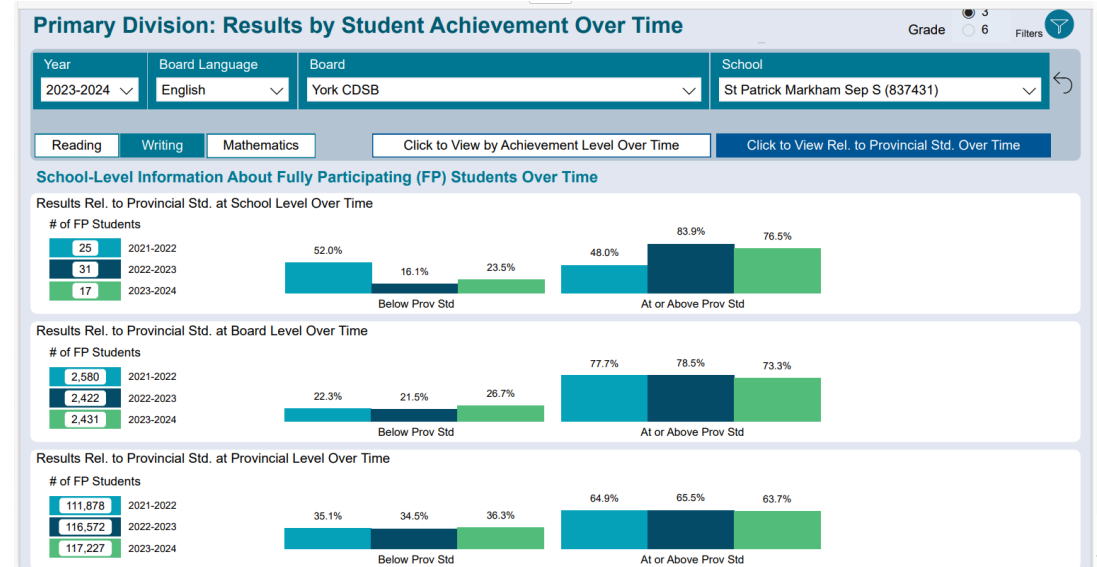 Primary Division: Results by Student Achievement Over Time
Grade
3
6
Filters
Year
Board Language
Board
School
2023-2024
English
York CDSB
St Patrick Markham Sep S (837431)
Reading
Writing
Mathematics
Click to View by Achievement Level Over Time
Click to View Rel. to Provincial Std. Over Time
School-Level Information About Fully Participating (FP) Students Over Time
Results Rel. to Provincial Std. at School Level Over Time
# of FP Students
25 2021-2022
31 2022-2023
17 2023-2024
52.0%
16.1%
23.5%
Below Prov Std
48.0%
83.9%
76.5%
At or Above Prov Std
Results Rel. to Provincial Std. at Board Level Over Time
# of FP Students
2,580 2021-2022
2,422 2022-2023
2,431 2023-2024
22.3%
21.5%
26.7%
Below Prov Std
77.7%
78.5%
73.3%
At or Above Prov Std
Results Rel. to Provincial Std. at Provincial Level Over Time
# of FP Students
111,878 2021-2022
116,572 2022-2023
117,227 2023-2024
35.1%
34.5%
36.3%
Below Prov Std
64.9%
65.5%
63.7%
At or Above Prov Std